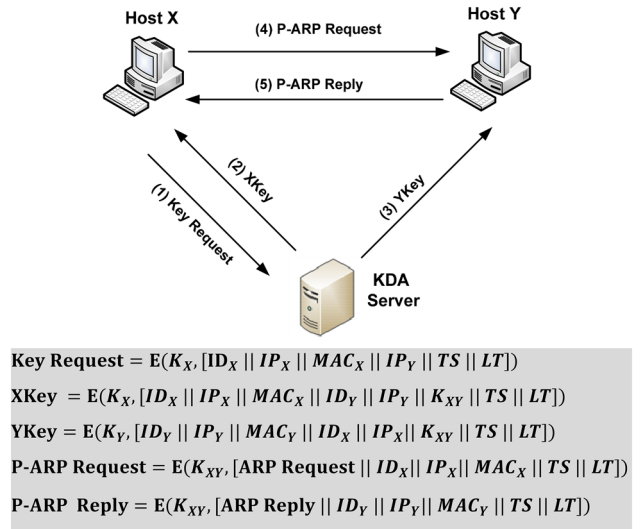 Host X
Host Y
(4) P-ARP Request
(5) P-ARP Reply
(2) XKey
(1) Key Request
(3) YKey
KDA
Server
Key Request = E(K_X, [ID_X || IP_X || MAC_X || IP_Y || TS || LT])
XKey = E(K_X, [ID_X || IP_X || MAC_X || ID_Y || IP_Y || K_XY || TS || LT])
YKey = E(K_Y, [ID_Y || IP_Y || MAC_Y || ID_X || IP_X|| K_XY || TS || LT])
P-ARP Request = E(K_XY, [ARP Request || ID_X|| IP_X|| MAC_X || TS || LT])
P-ARP Reply = E(K_XY, [ARP Reply || ID_Y || IP_Y|| MAC_Y || TS || LT])